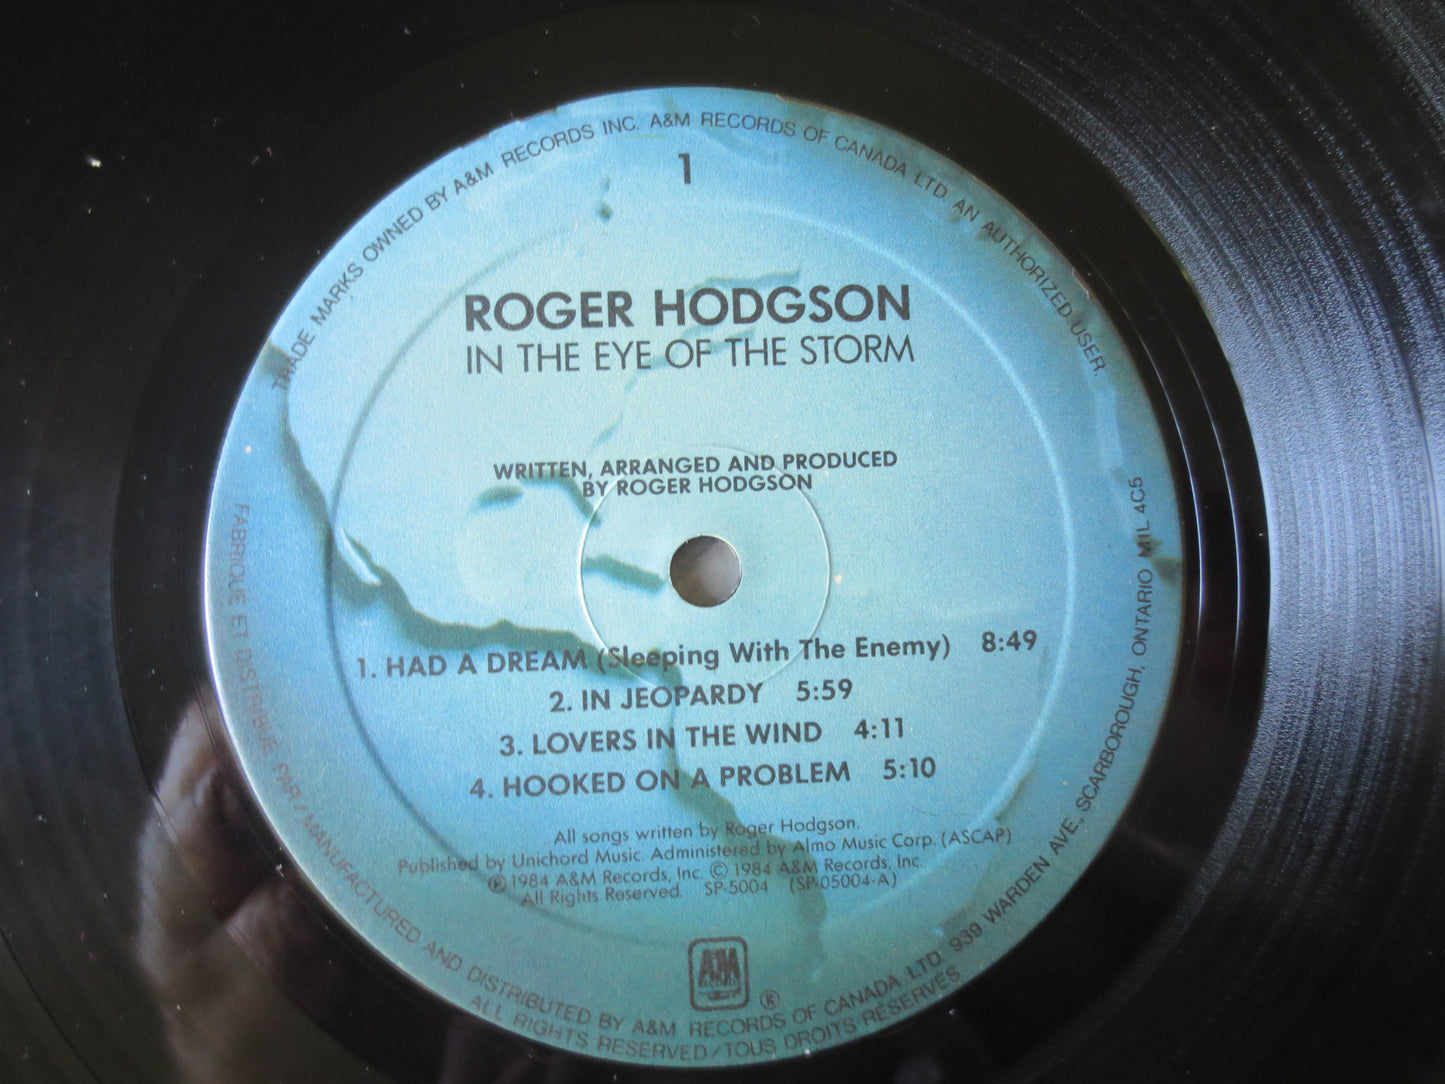 TRADE MARKS OWNED BY A&M RECORDS INC. A&M RECORDS OF CANADA LTD. AN AUTHORIZED USER.
1
ROGER HODGSON
IN THE EYE OF THE STORM
WRITTEN, ARRANGED AND PRODUCED
BY ROGER HODGSON
1. HAD A DREAM (Sleeping With The Enemy) 8:49
2. IN JEOPARDY 5:59
3. LOVERS IN THE WIND 4:11
4. HOOKED ON A PROBLEM 5:10
All songs written by Roger Hodgson.
Published by Unichord Music. Administered by Almo Music Corp. (ASCAP)
℗ 1984 A&M Records, Inc. © 1984 A&M Records, Inc.
All Rights Reserved. SP-5004 (SP-05004-A)
A&M
RECORDS
®
FABRIQUÉ ET DISTRIBUÉ PAR/MANUFACTURED AND DISTRIBUTED BY A&M RECORDS OF CANADA LTD. 939 WARDEN AVE., SCARBOROUGH, ONTARIO M1L 4C5
ALL RIGHTS RESERVED/TOUS DROITS RÉSERVÉS